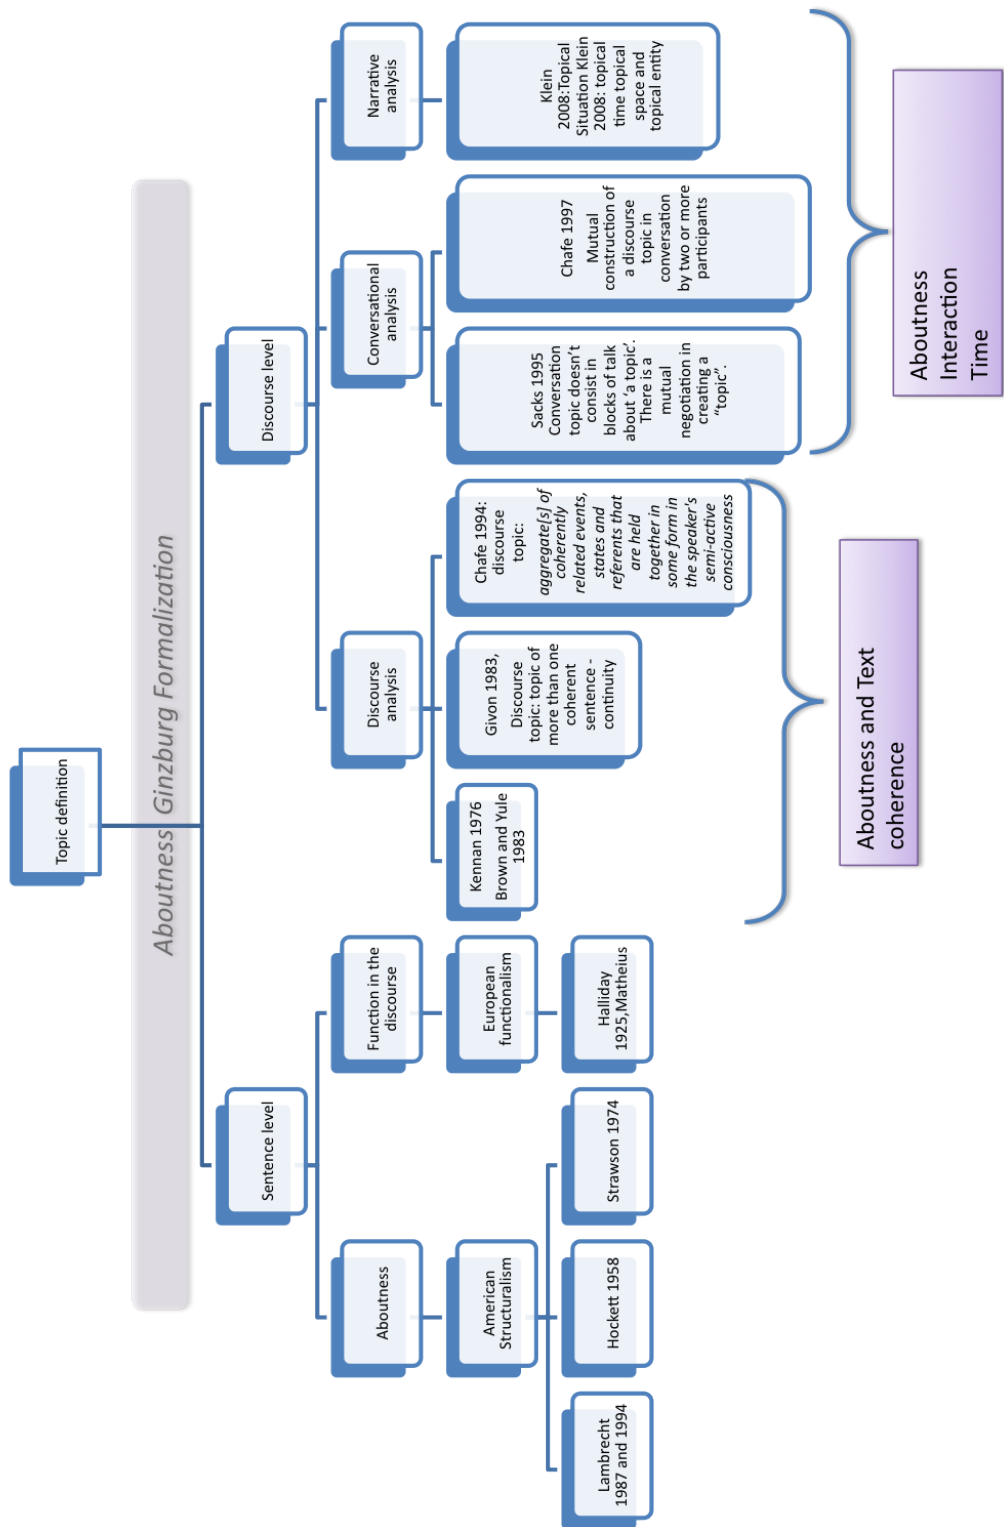 Topic definition
Aboutness Ginzburg Formalization
Sentence level
Discourse level
Aboutness
Function in the
discourse
Discourse
analysis
Conversational
analysis
Narrative
analysis
American
Structuralism
European
functionalism
Kennan 1976
Brown and Yule
1983
Givon 1983,
Discourse
topic: topic of
more than one
coherent
sentence -
continuity
Chafe 1994:
discourse
topic:
aggregate[s] of
coherently
related events,
states and
referents that
are held
together in
some form in
the speaker's
semi-active
consciousness
Sacks 1995
Conversation
topic doesn't
consist in
blocks of talk
about 'a topic'.
There is a
mutual
negotiation in
creating a
"topic".
Chafe 1997
Mutual
construction of
a discourse
topic in
conversation
by two or more
participants
Klein
2008:Topical
Situation Klein
2008: topical
time topical
space and
topical entity
Lambrecht
1987 and 1994
Hockett 1958
Strawson 1974
Halliday
1925,Matheius
Aboutness and Text
coherence
Aboutness
Interaction
Time